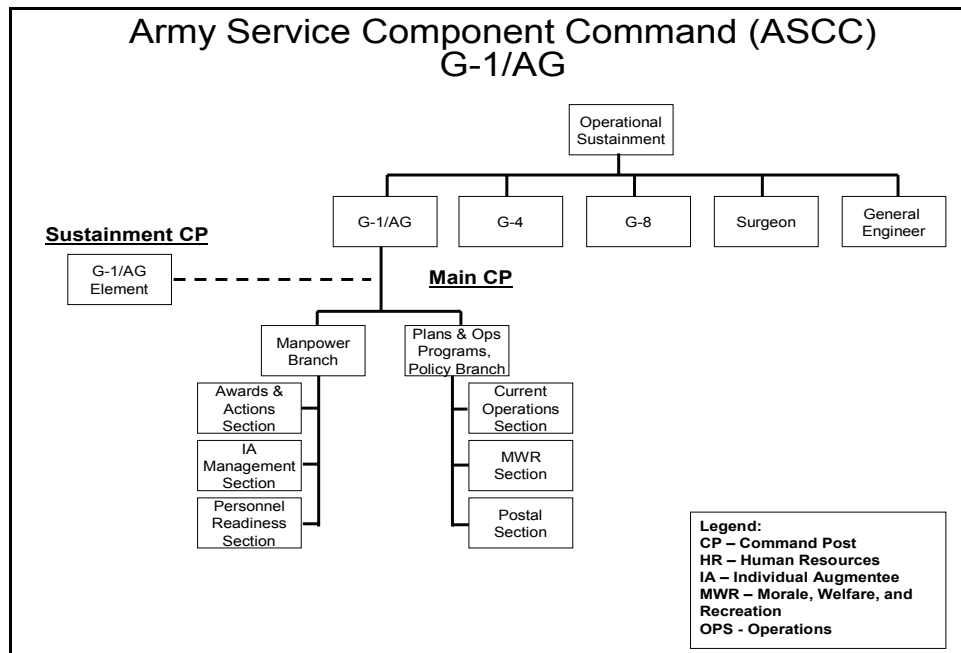 Army Service Component Command (ASCC)
G-1/AG
Operational
Sustainment
G-1/AG
G-4
G-8
Surgeon
General
Engineer
Sustainment CP
G-1/AG
Element
Main CP
Manpower
Branch
Plans & Ops
Programs,
Policy Branch
Awards &
Actions
Section
Current
Operations
Section
IA
Management
Section
MWR
Section
Personnel
Readiness
Section
Postal
Section
Legend:
CP – Command Post
HR – Human Resources
IA – Individual Augmentee
MWR – Morale, Welfare, and
Recreation
OPS - Operations